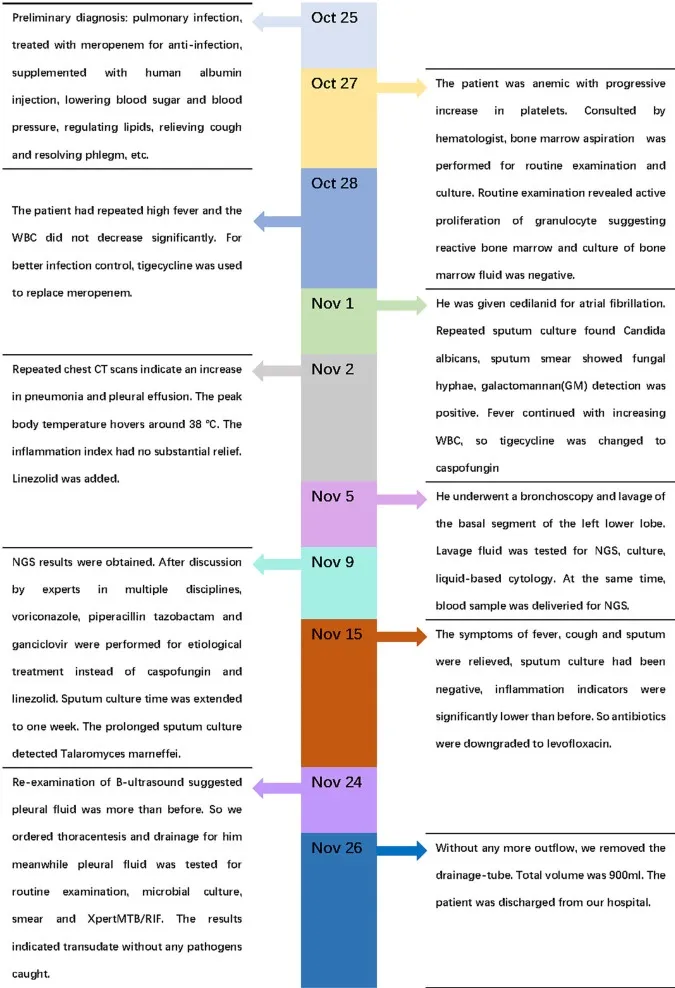 Oct 25
Preliminary diagnosis: pulmonary infection,
treated with meropenem for anti-infection,
supplemented with human albumin
injection, lowering blood sugar and blood
pressure, regulating lipids, relieving cough
and resolving phlegm, etc.
Oct 27
The patient was anemic with progressive
increase in platelets. Consulted by
hematologist, bone marrow aspiration was
performed for routine examination and
culture. Routine examination revealed active
proliferation of granulocyte suggesting
reactive bone marrow and culture of bone
marrow fluid was negative.
Oct 28
The patient had repeated high fever and the
WBC did not decrease significantly. For
better infection control, tigecycline was used
to replace meropenem.
Nov 1
He was given cedilanid for atrial fibrillation.
Repeated sputum culture found Candida
albicans, sputum smear showed fungal
hyphae, galactomannan(GM) detection was
positive. Fever continued with increasing
WBC, so tigecycline was changed to
caspofungin
Nov 2
Repeated chest CT scans indicate an increase
in pneumonia and pleural effusion. The peak
body temperature hovers around 38 ℃. The
inflammation index had no substantial relief.
Linezolid was added.
Nov 5
He underwent a bronchoscopy and lavage of
the basal segment of the left lower lobe.
Lavage fluid was tested for NGS, culture,
liquid-based cytology. At the same time,
blood sample was deliveried for NGS.
Nov 9
NGS results were obtained. After discussion
by experts in multiple disciplines,
voriconazole, piperacillin tazobactam and
ganciclovir were performed for etiological
treatment instead of caspofungin and
linezolid. Sputum culture time was extended
to one week. The prolonged sputum culture
detected Talaromyces marneffei.
Nov 15
The symptoms of fever, cough and sputum
were relieved, sputum culture had been
negative, inflammation indicators were
significantly lower than before. So antibiotics
were downgraded to levofloxacin.
Nov 24
Re-examination of B-ultrasound suggested
pleural fluid was more than before. So we
ordered thoracentesis and drainage for him
meanwhile pleural fluid was tested for
routine examination, microbial culture,
smear and XpertMTB/RIF. The results
indicated transudate without any pathogens
caught.
Nov 26
Without any more outflow, we removed the
drainage-tube. Total volume was 900ml. The
patient was discharged from our hospital.